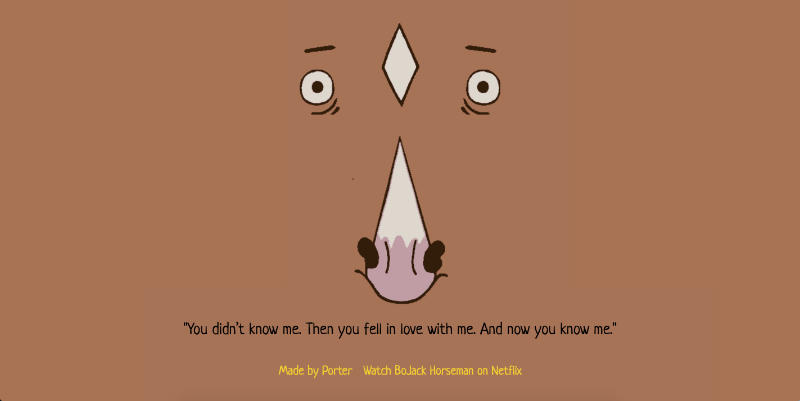 "You didn’t know me. Then you fell in love with me. And now you know me."
Made by Porter Watch BoJack Horseman on Netflix